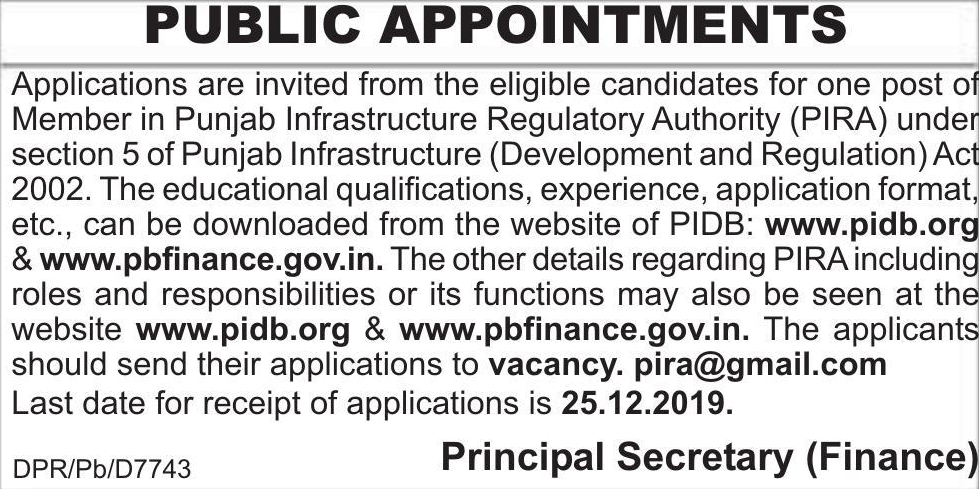 PUBLIC APPOINTMENTS
Applications are invited from the eligible candidates for one post of
Member in Punjab Infrastructure Regulatory Authority (PIRA) under
section 5 of Punjab Infrastructure (Development and Regulation) Act
2002. The educational qualifications, experience, application format,
etc., can be downloaded from the website of PIDB: www.pidb.org
& www.pbfinance.gov.in. The other details regarding PIRA including
roles and responsibilities or its functions may also be seen at the
website www.pidb.org & www.pbfinance.gov.in. The applicants
should send their applications to vacancy. pira@gmail.com
Last date for receipt of applications is 25.12.2019.
DPR/Pb/D7743 Principal Secretary (Finance)